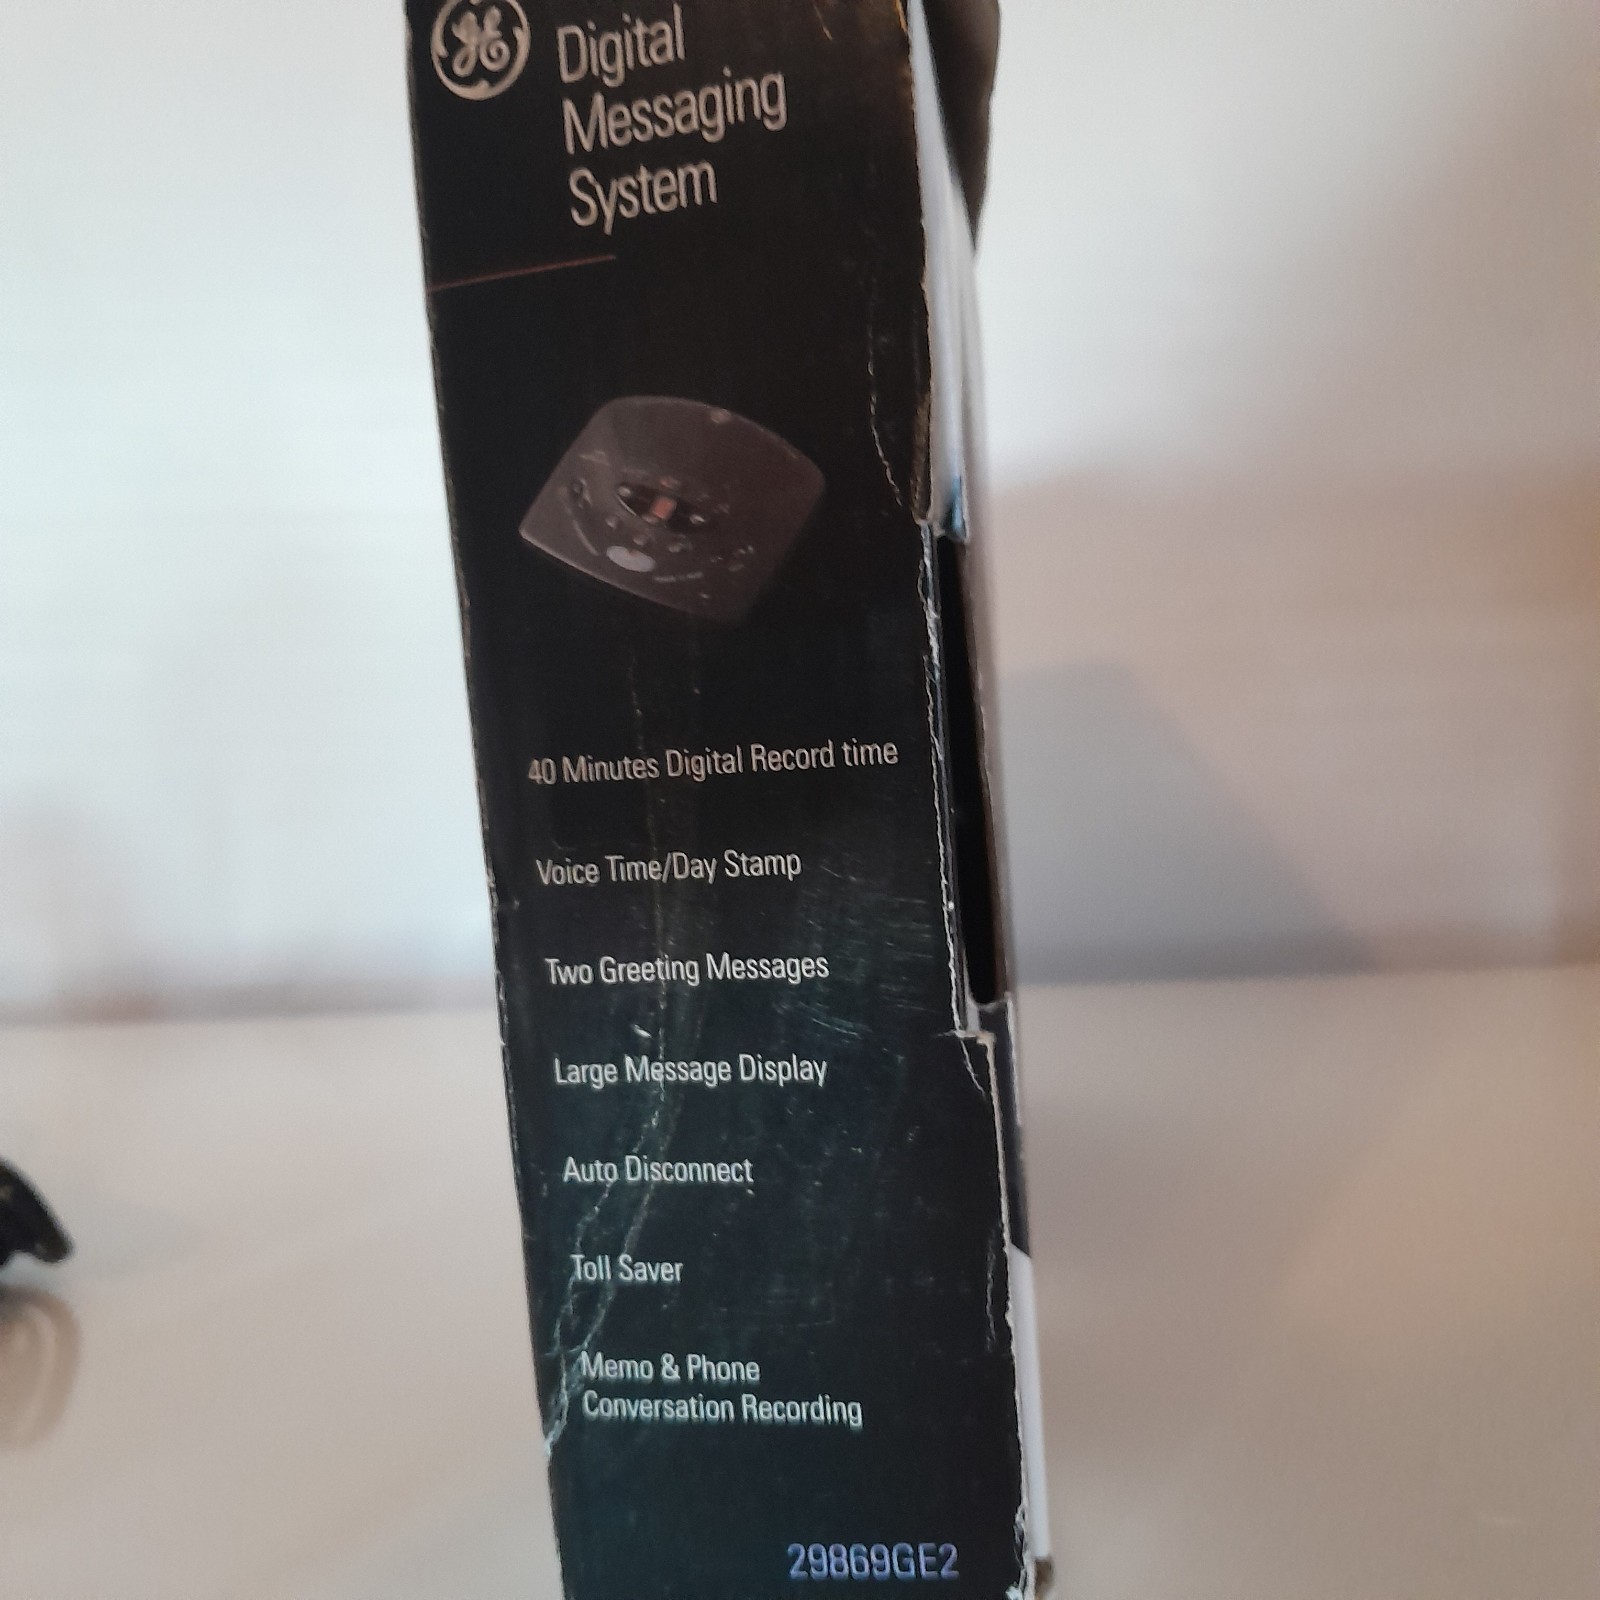 GE
Digital
Messaging
System
40 Minutes Digital Record time
Voice Time/Day Stamp
Two Greeting Messages
Large Message Display
Auto Disconnect
Toll Saver
Memo & Phone
Conversation Recording
29869GE2